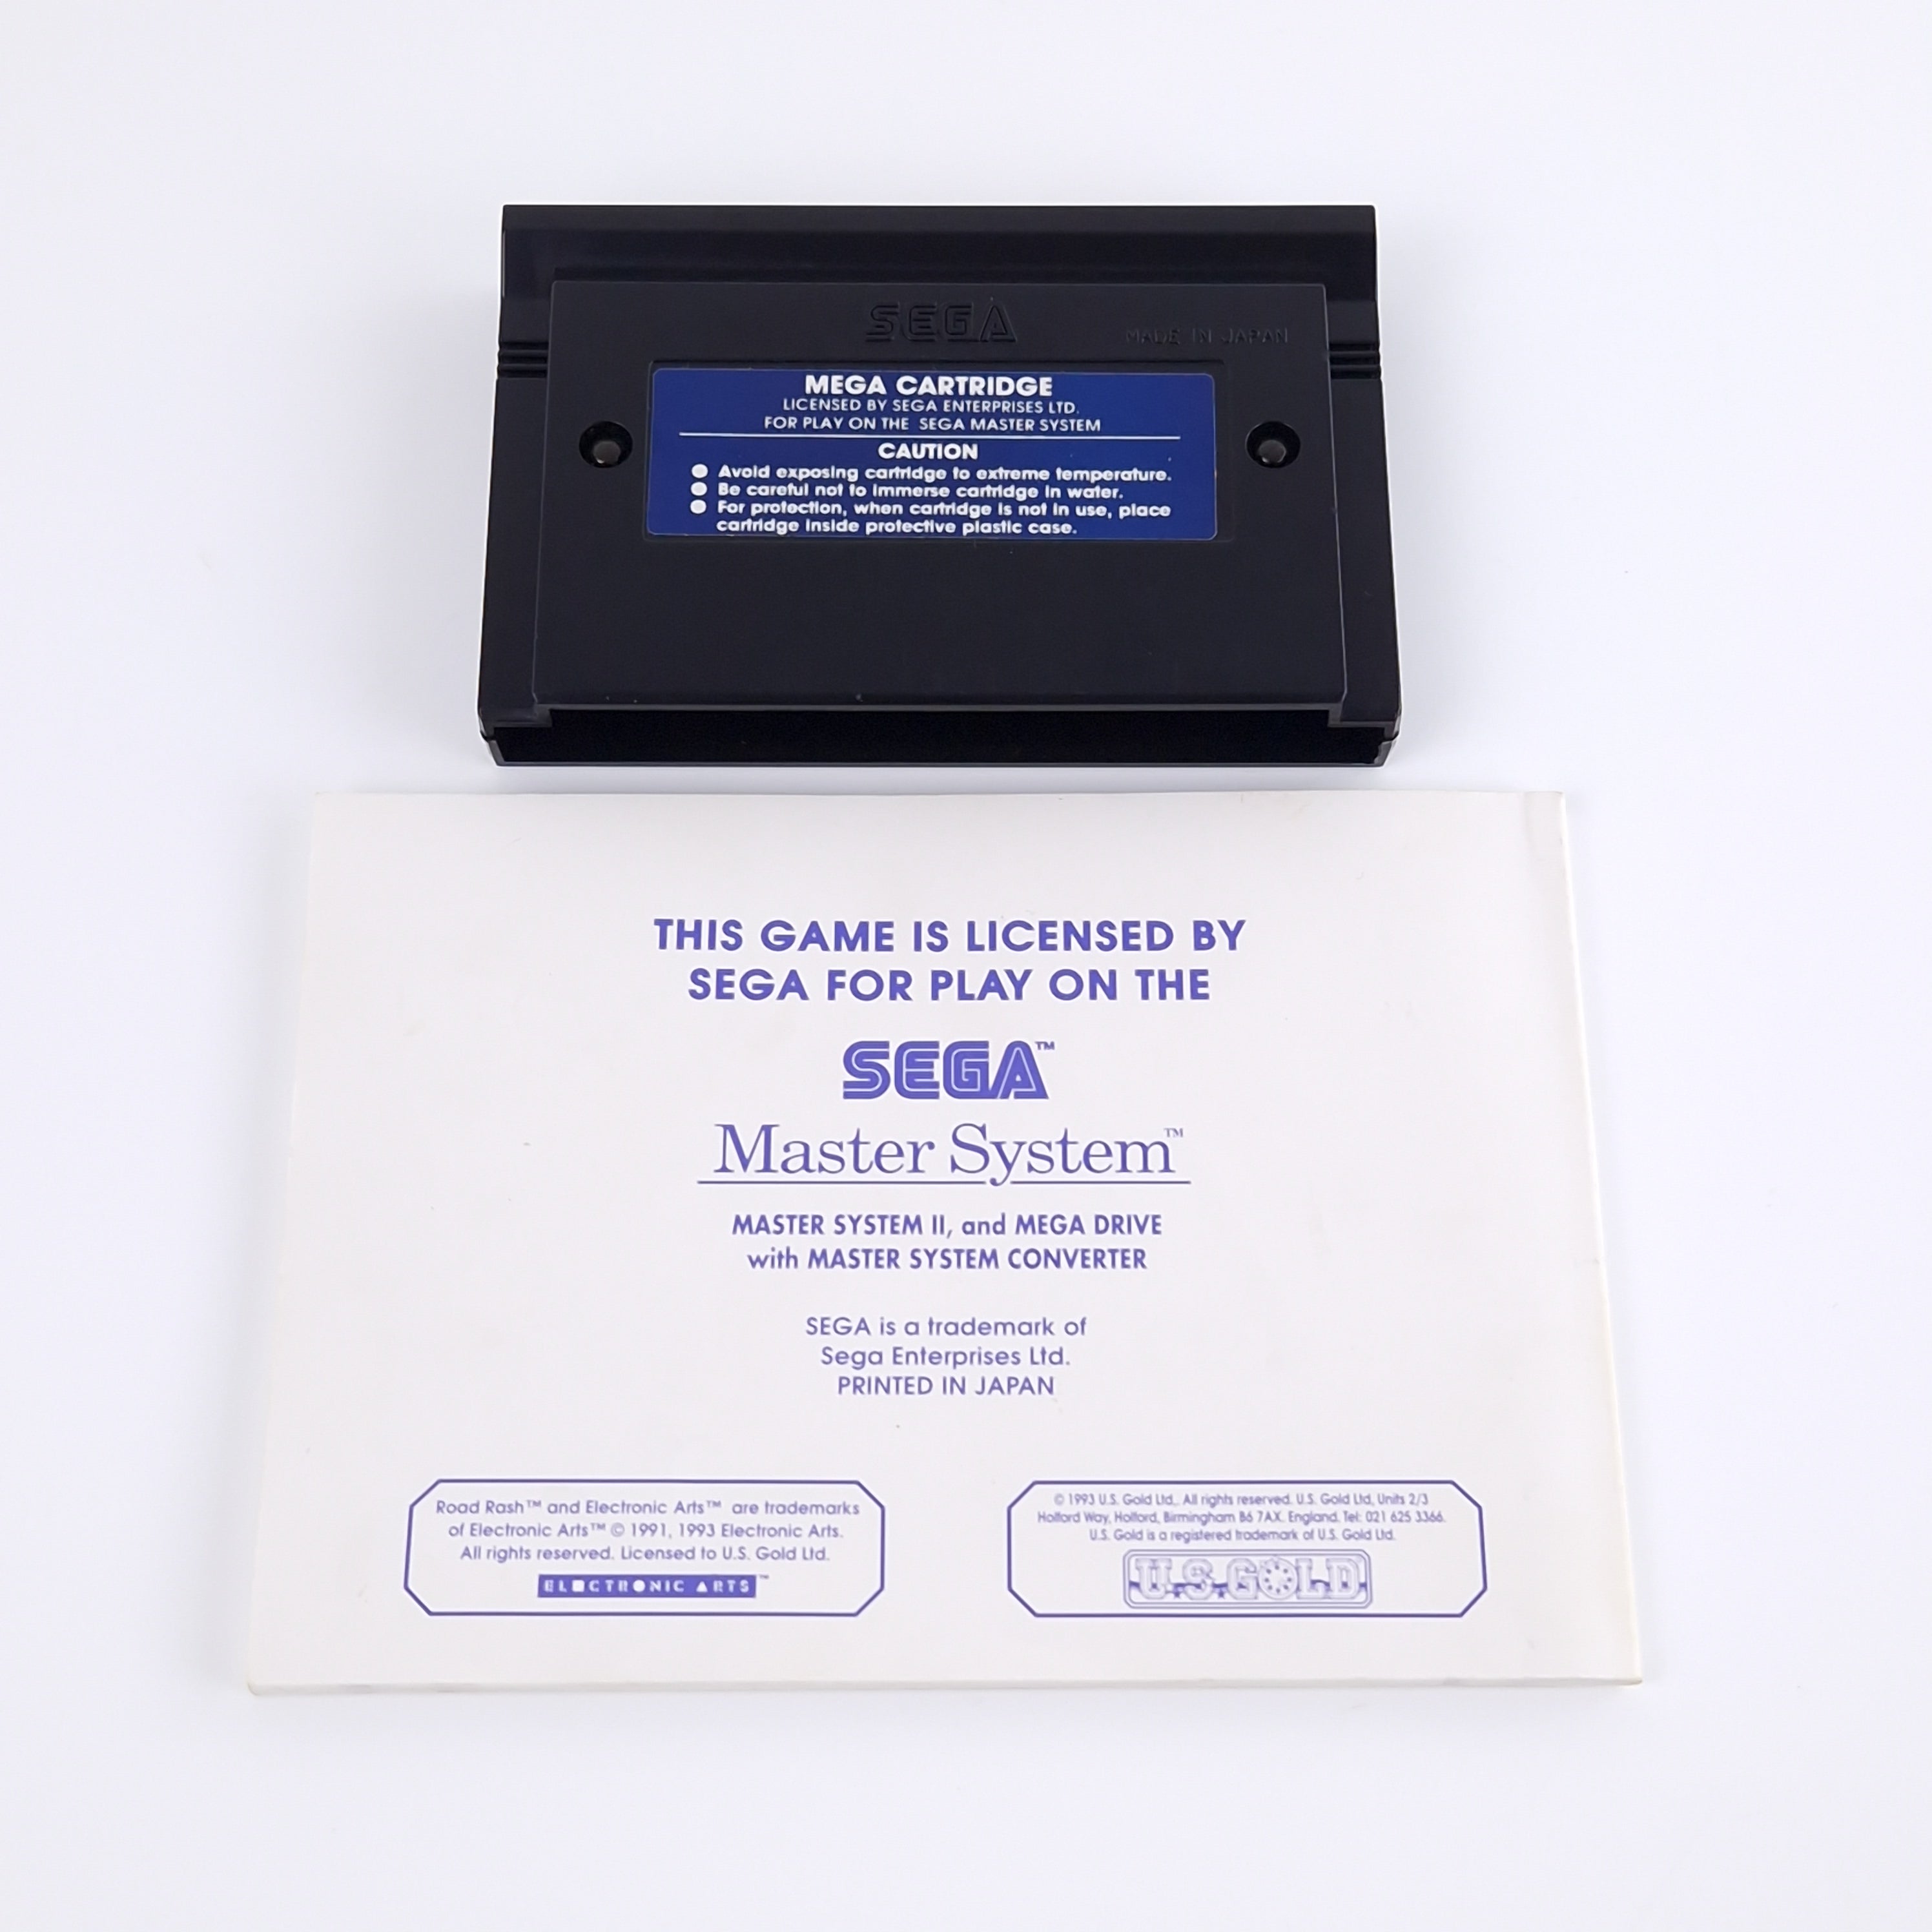 SEGA
MADE IN JAPAN
MEGA CARTRIDGE
LICENSED BY SEGA ENTERPRISES LTD.
FOR PLAY ON THE SEGA MASTER SYSTEM
CAUTION
● Avoid exposing cartridge to extreme temperature.
● Be careful not to immerse cartridge in water.
● For protection, when cartridge is not in use, place
cartridge inside protective plastic case.
THIS GAME IS LICENSED BY
SEGA FOR PLAY ON THE
SEGA™
Master System™
MASTER SYSTEM II, and MEGA DRIVE
with MASTER SYSTEM CONVERTER
SEGA is a trademark of
Sega Enterprises Ltd.
PRINTED IN JAPAN
Road Rash™ and Electronic Arts™ are trademarks
of Electronic Arts™ © 1991, 1993 Electronic Arts.
All rights reserved. Licensed to U.S. Gold Ltd.
ELECTRONIC ARTS™
© 1993 U.S. Gold Ltd,. All rights reserved. U.S. Gold Ltd, Units 2/3
Holford Way, Holford, Birmingham B6 7AX. England. Tel: 021 625 3366.
U.S. Gold is a registered trademark of U.S. Gold Ltd.
U.S. GOLD